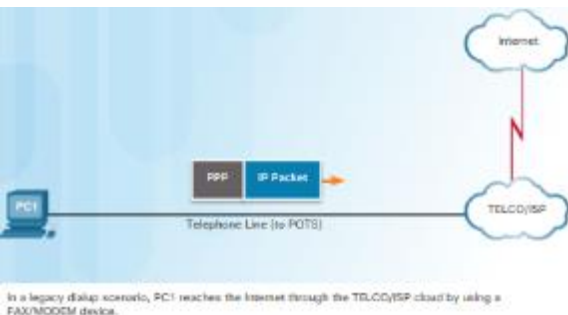 Internet
PPP IP Packet
PC1
TELCO/ISP
Telephone Line (to POTS)
In a legacy dialup scenario, PC1 reaches the Internet through the TELCO/ISP cloud by using a
FAX/MODEM device.